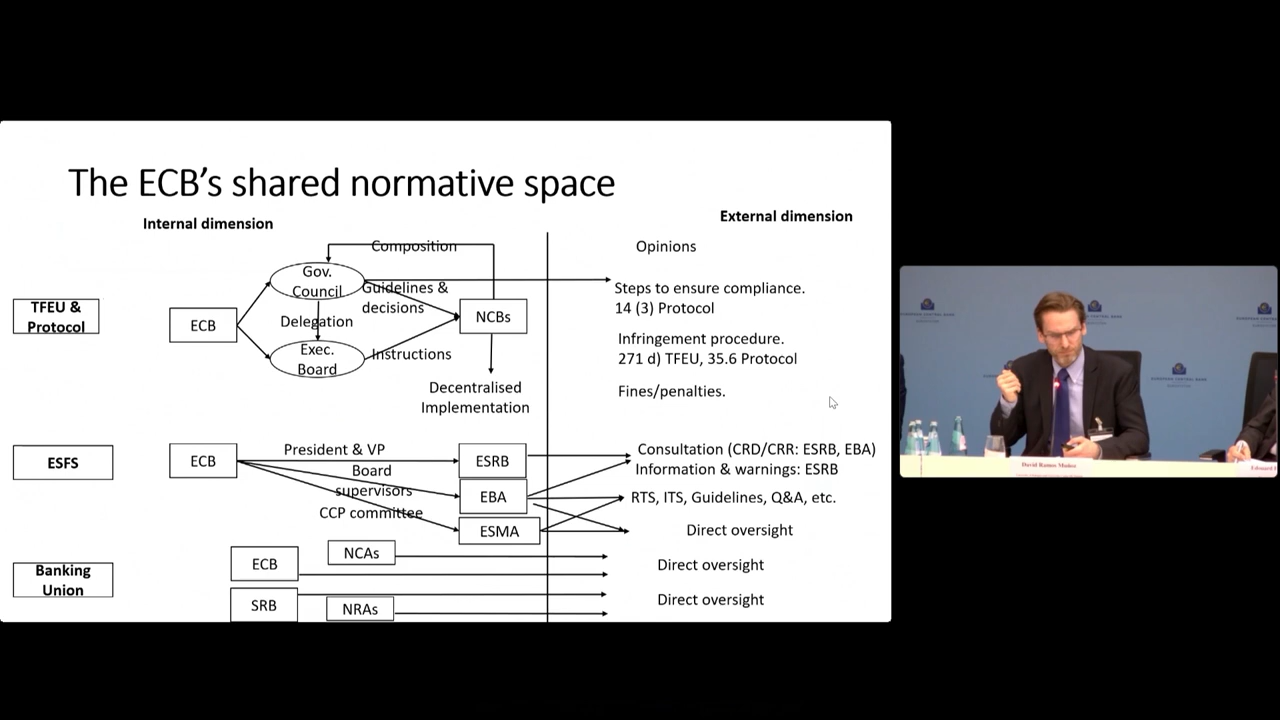 The ECB's shared normative space
Internal dimension
External dimension
TFEU &
Protocol
ECB
Gov.
Council
Composition
Guidelines &
decisions
Delegation
Exec.
Board
Instructions
NCBs
Decentralised
Implementation
Opinions
Steps to ensure compliance.
14 (3) Protocol
Infringement procedure.
271 d) TFEU, 35.6 Protocol
Fines/penalties.
ESFS
ECB
President & VP
Board
supervisors
CCP committee
ESRB
EBA
ESMA
Consultation (CRD/CRR: ESRB, EBA)
Information & warnings: ESRB
RTS, ITS, Guidelines, Q&A, etc.
Direct oversight
Banking
Union
ECB
NCAs
SRB
NRAs
Direct oversight
Direct oversight
EUROPEAN CENTRAL BANK
David Ramos Muñoz